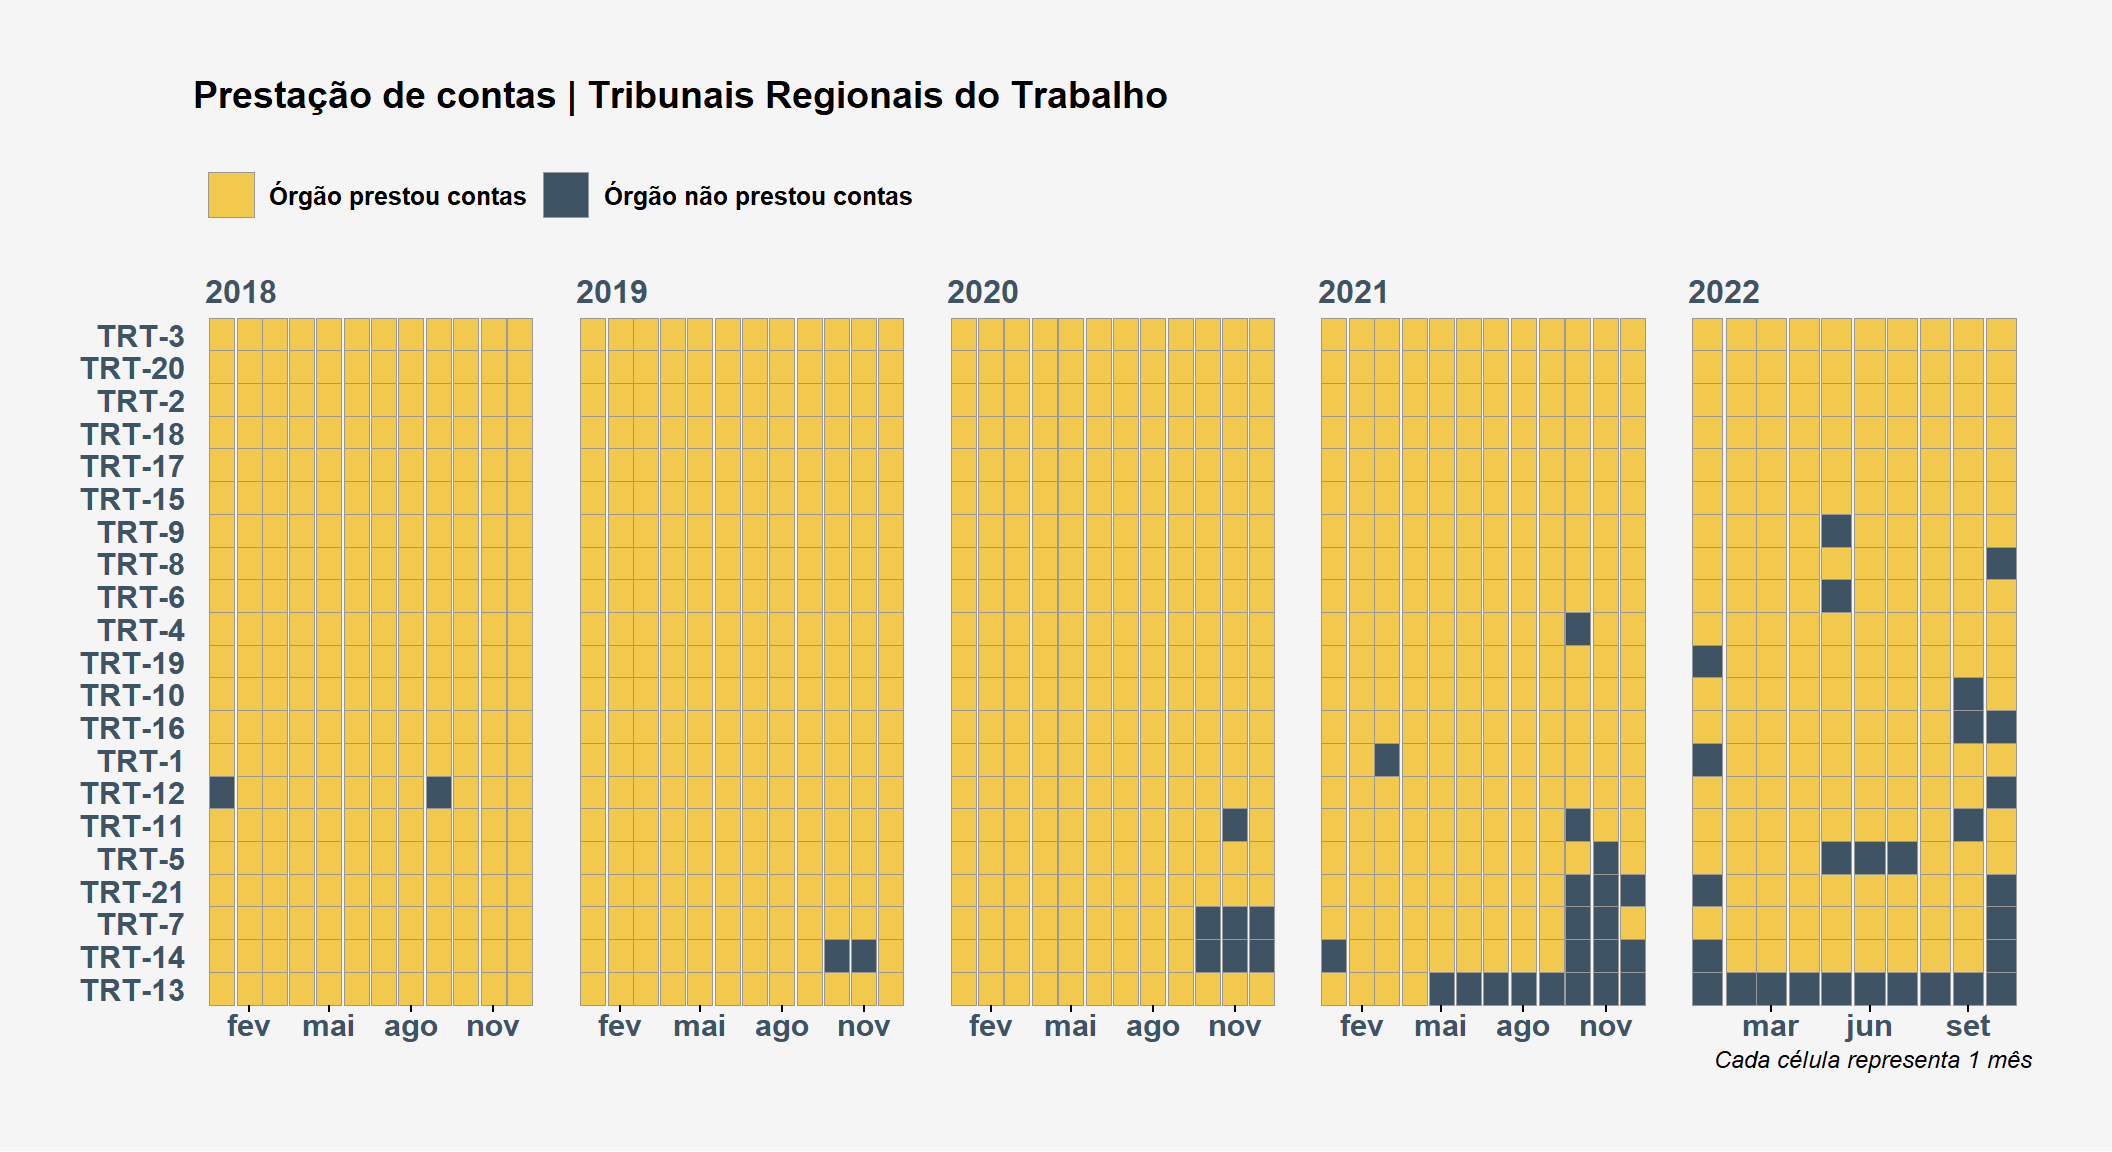 Prestação de contas | Tribunais Regionais do Trabalho
Órgão prestou contas Órgão não prestou contas
2018 2019 2020 2021 2022
TRT-3
TRT-20
TRT-2
TRT-18
TRT-17
TRT-15
TRT-9
TRT-8
TRT-6
TRT-4
TRT-19
TRT-10
TRT-16
TRT-1
TRT-12
TRT-11
TRT-5
TRT-21
TRT-7
TRT-14
TRT-13
fev mai ago nov fev mai ago nov fev mai ago nov fev mai ago nov mar jun set
Cada célula representa 1 mês